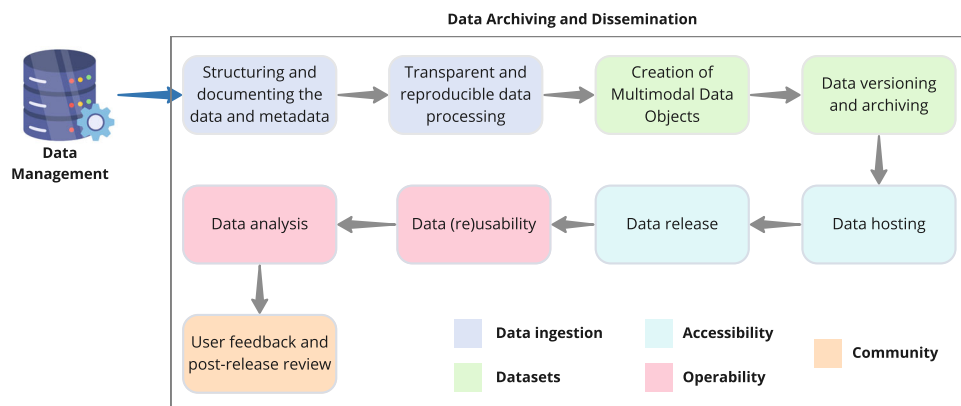 Data Archiving and Dissemination
Data
Management
Structuring and
documenting the
data and metadata
Transparent and
reproducible data
processing
Creation of
Multimodal Data
Objects
Data versioning
and archiving
Data analysis
Data (re)usability
Data release
Data hosting
User feedback and
post-release review
Data ingestion
Datasets
Accessibility
Operability
Community